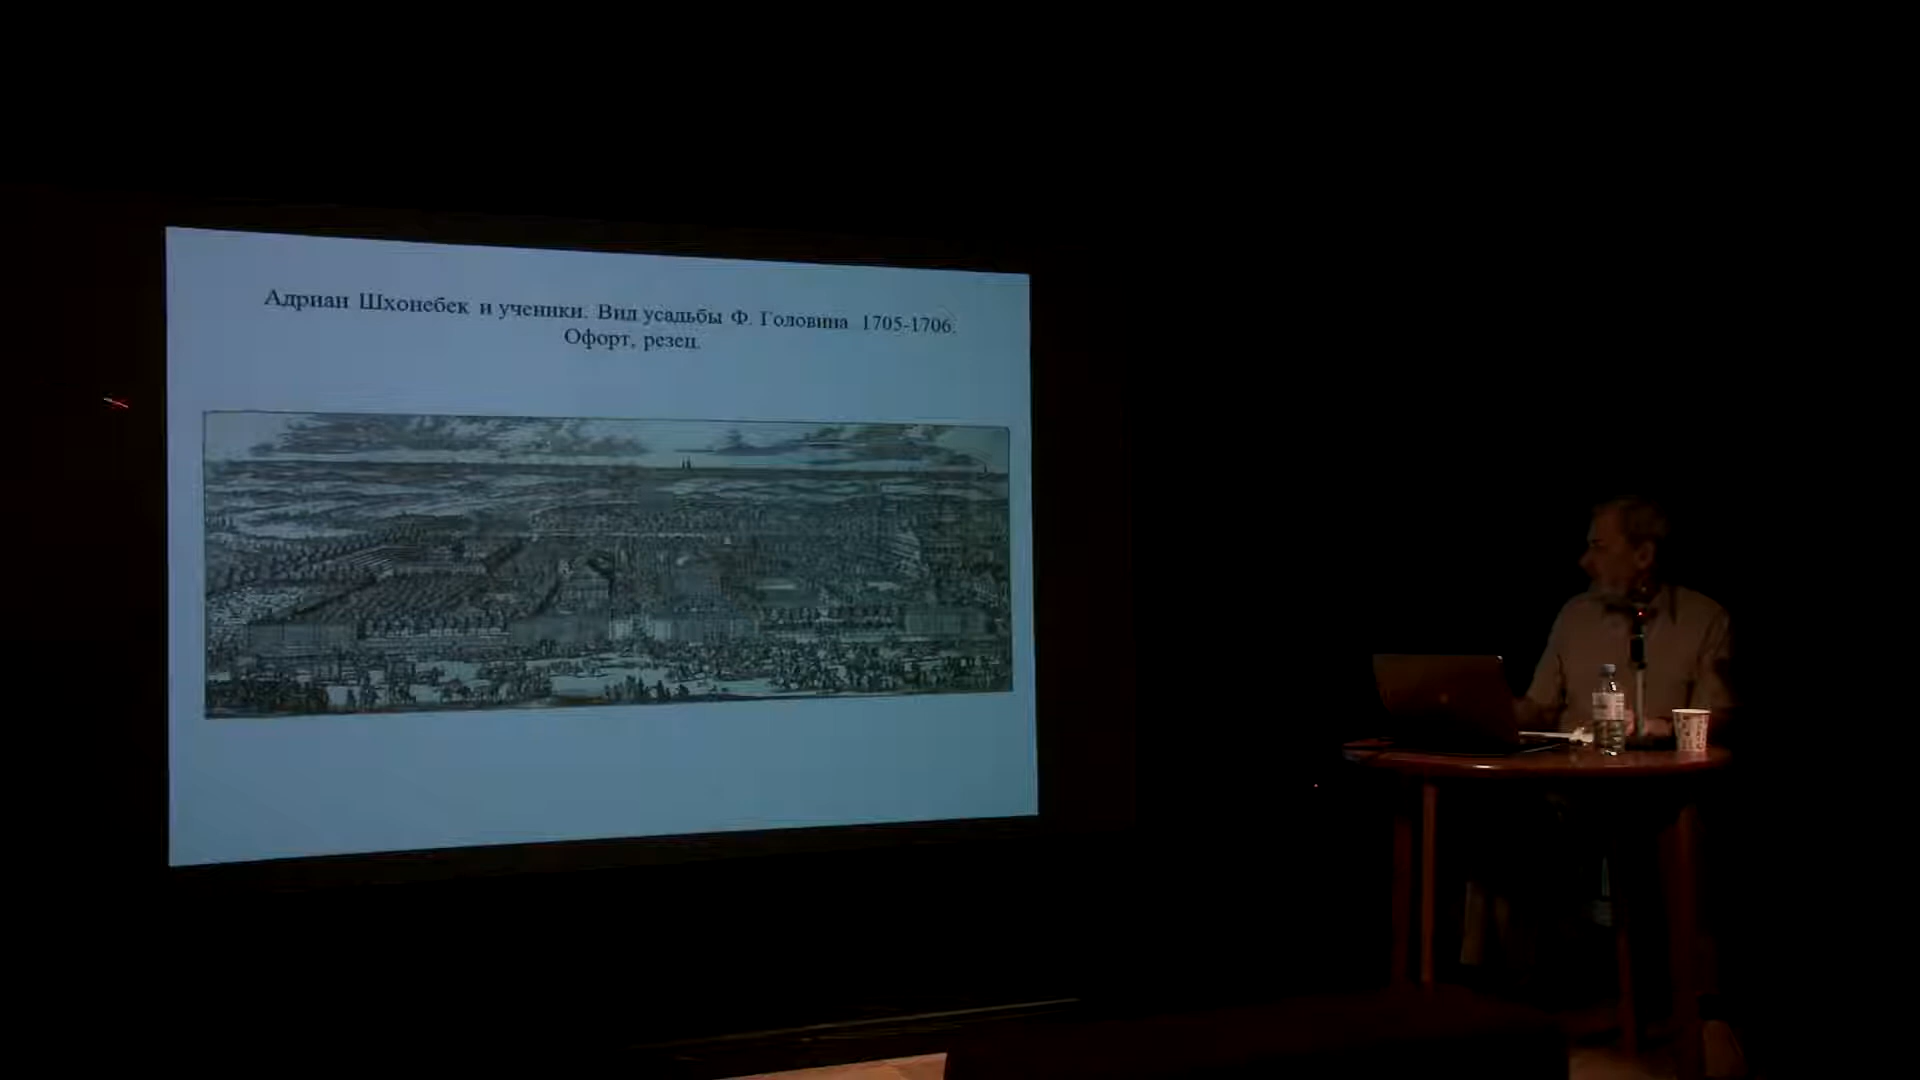 Адриан Шхонебек и ученики. Вид усадьбы Ф. Головина 1705-1706.
Офорт, резец.